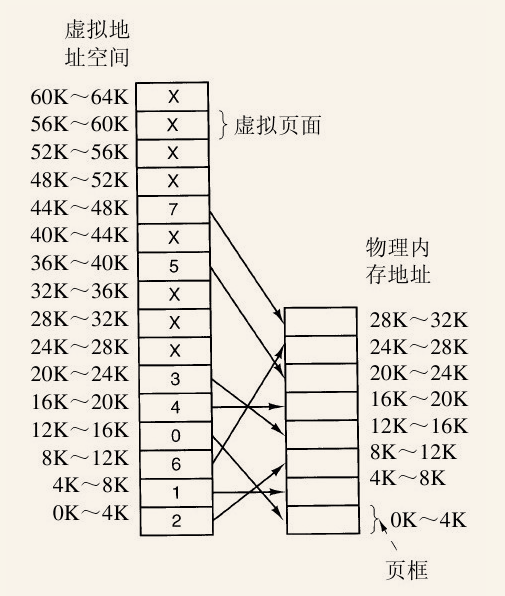 虚拟地
址空间
60K～64K X
56K～60K X }虚拟页面
52K～56K X
48K～52K X
44K～48K 7
40K～44K X
36K～40K 5
32K～36K X
28K～32K X
24K～28K X
20K～24K 3
16K～20K 4
12K～16K 0
8K～12K 6
4K～8K 1
0K～4K 2
物理内
存地址
28K～32K
24K～28K
20K～24K
16K～20K
12K～16K
8K～12K
4K～8K
}0K～4K
页框